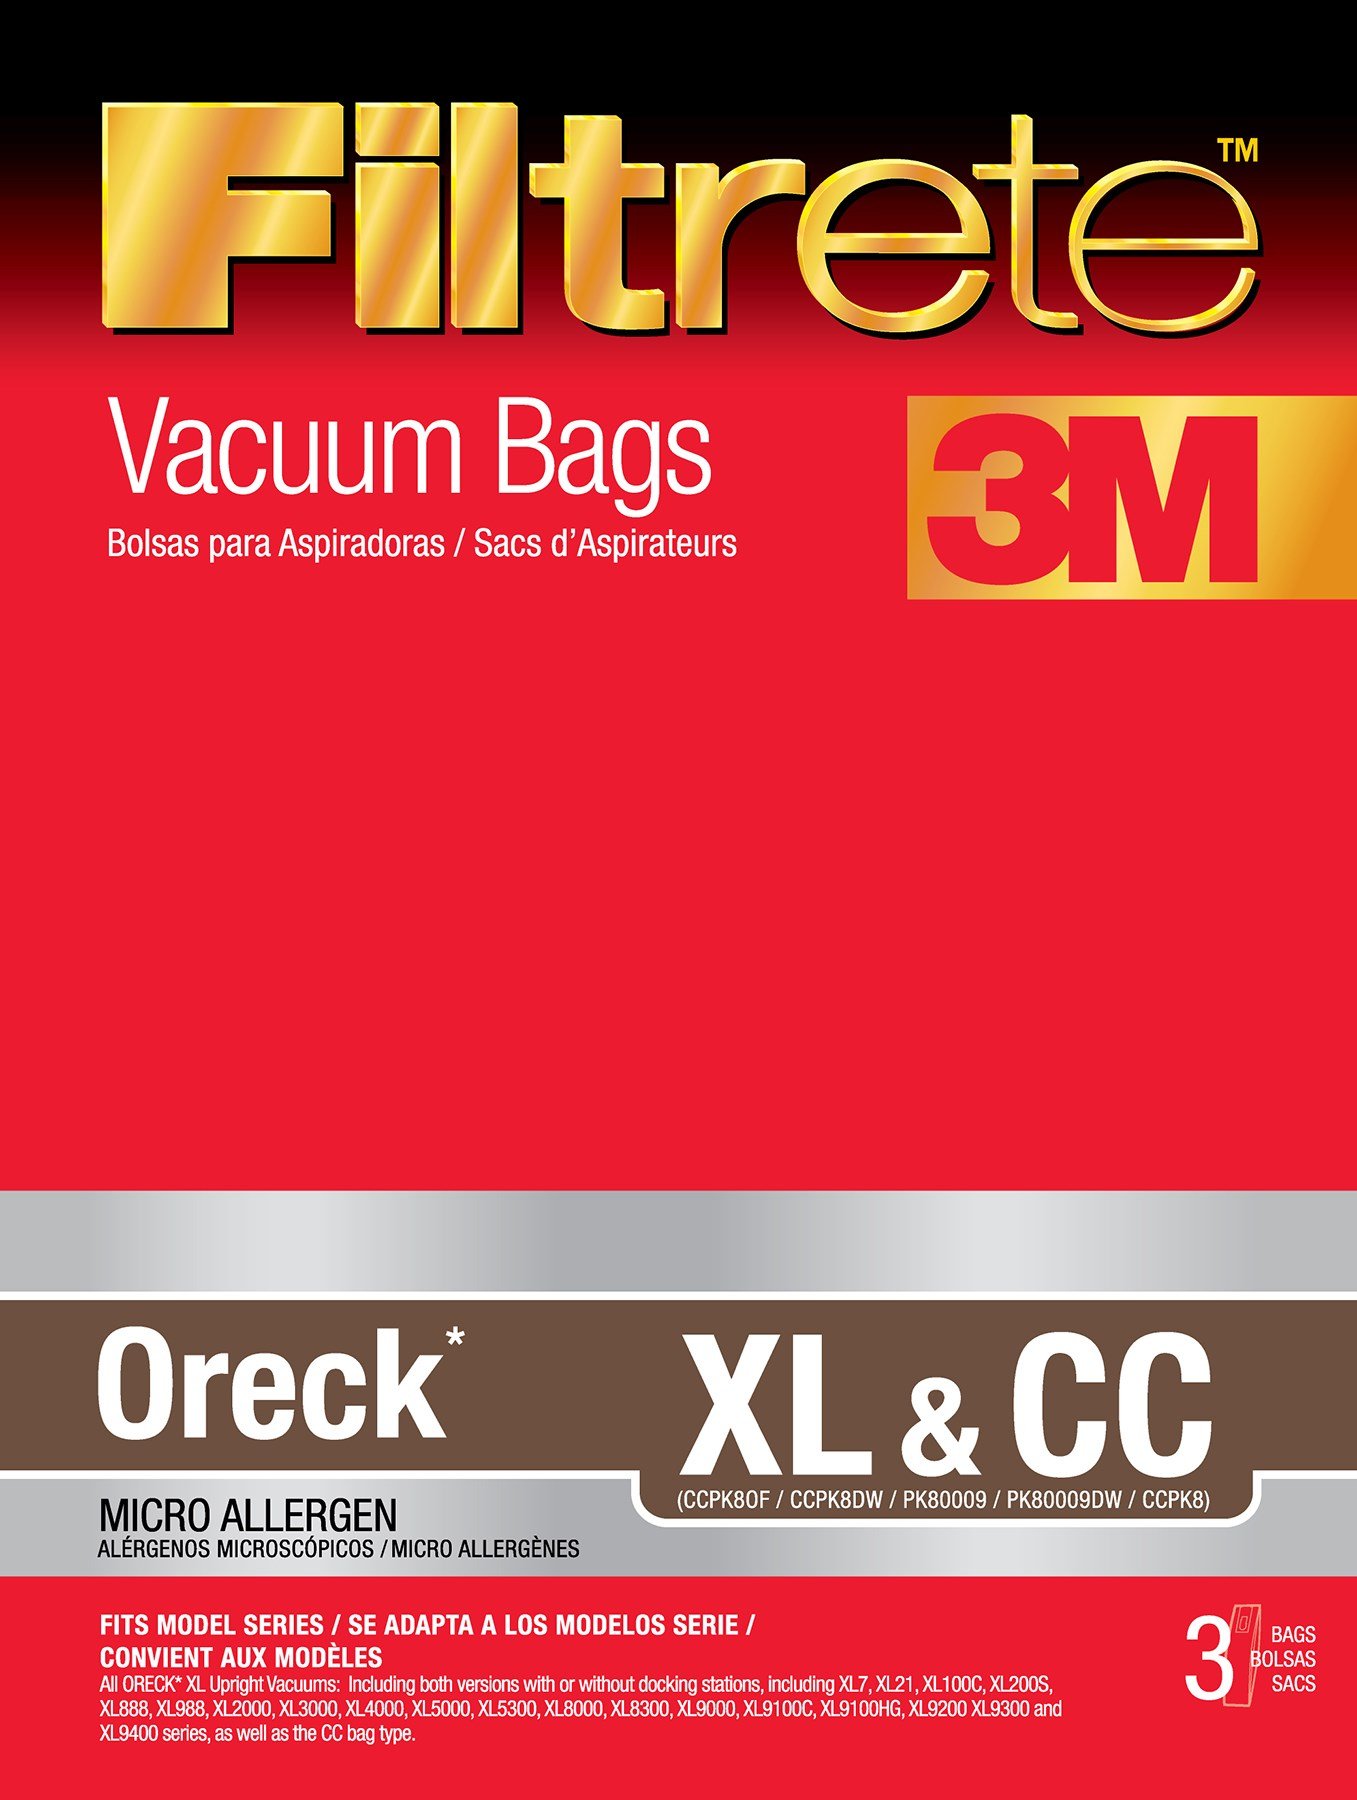 Filtrete™
Vacuum Bags
3M
Bolsas para Aspiradoras / Sacs d'Aspirateurs
Oreck*
XL & CC
(CCPK80F / CCPK8DW / PK80009 / PK80009DW / CCPK8)
MICRO ALLERGEN
ALÉRGENOS MICROSCÓPICOS / MICRO ALLERGÈNES
FITS MODEL SERIES / SE ADAPTA A LOS MODELOS SERIE /
CONVIENT AUX MODÈLES
All ORECK* XL Upright Vacuums: Including both versions with or without docking stations, including XL7, XL21, XL100C, XL200S,
XL888, XL988, XL2000, XL3000, XL4000, XL5000, XL5300, XL8000, XL8300, XL9000, XL9100C, XL9100HG, XL9200 XL9300 and
XL9400 series, as well as the CC bag type.
3
BAGS
BOLSAS
SACS